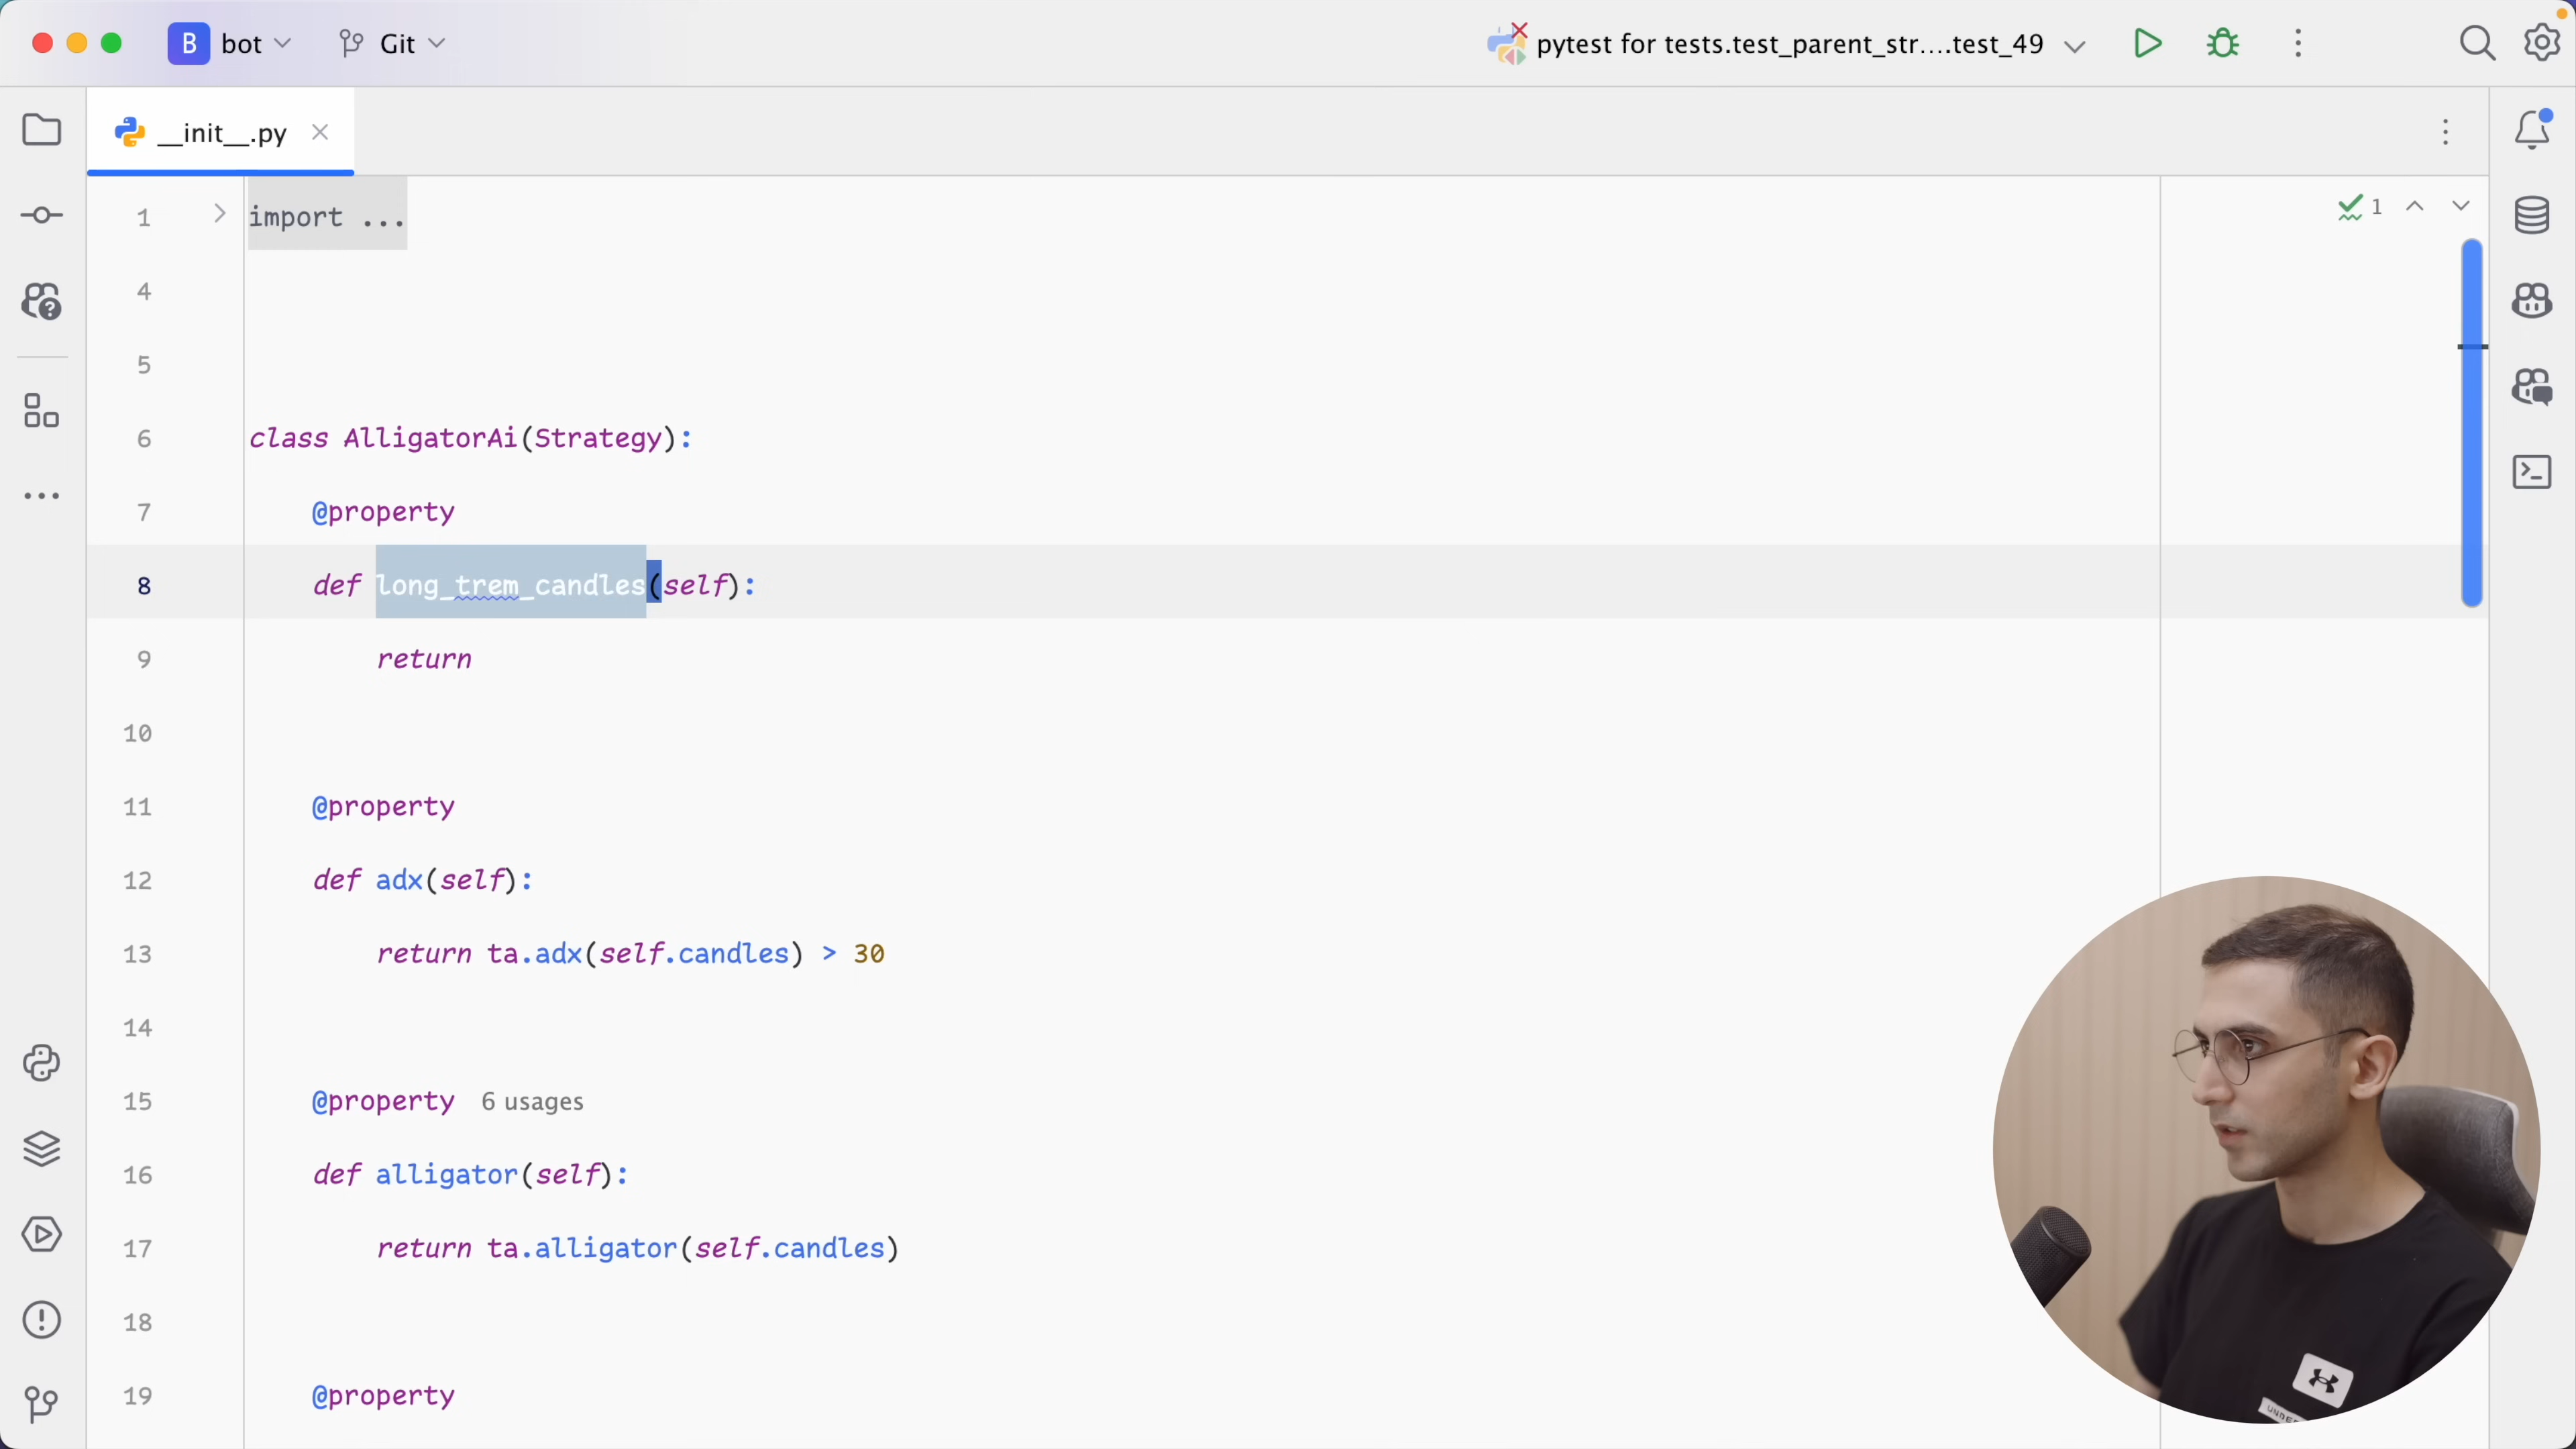 B bot Git pytest for tests.test_parent_str....test_49
__init__.py
1 import ... 1
4
5
6 class AlligatorAi(Strategy):
7 @property
8 def long_trem_candles(self):
9 return
10
11 @property
12 def adx(self):
13 return ta.adx(self.candles) > 30
14
15 @property 6 usages
16 def alligator(self):
17 return ta.alligator(self.candles)
18
19 @property